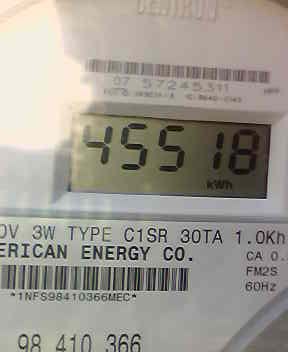 CENTRON
07 57245311
45518
kWh
0V 3W TYPE C1SR 30TA 1.0Kh
ERICAN ENERGY CO.
CA 0.
FM2S
*1NFS98410366MEC*
60Hz
98 410 366